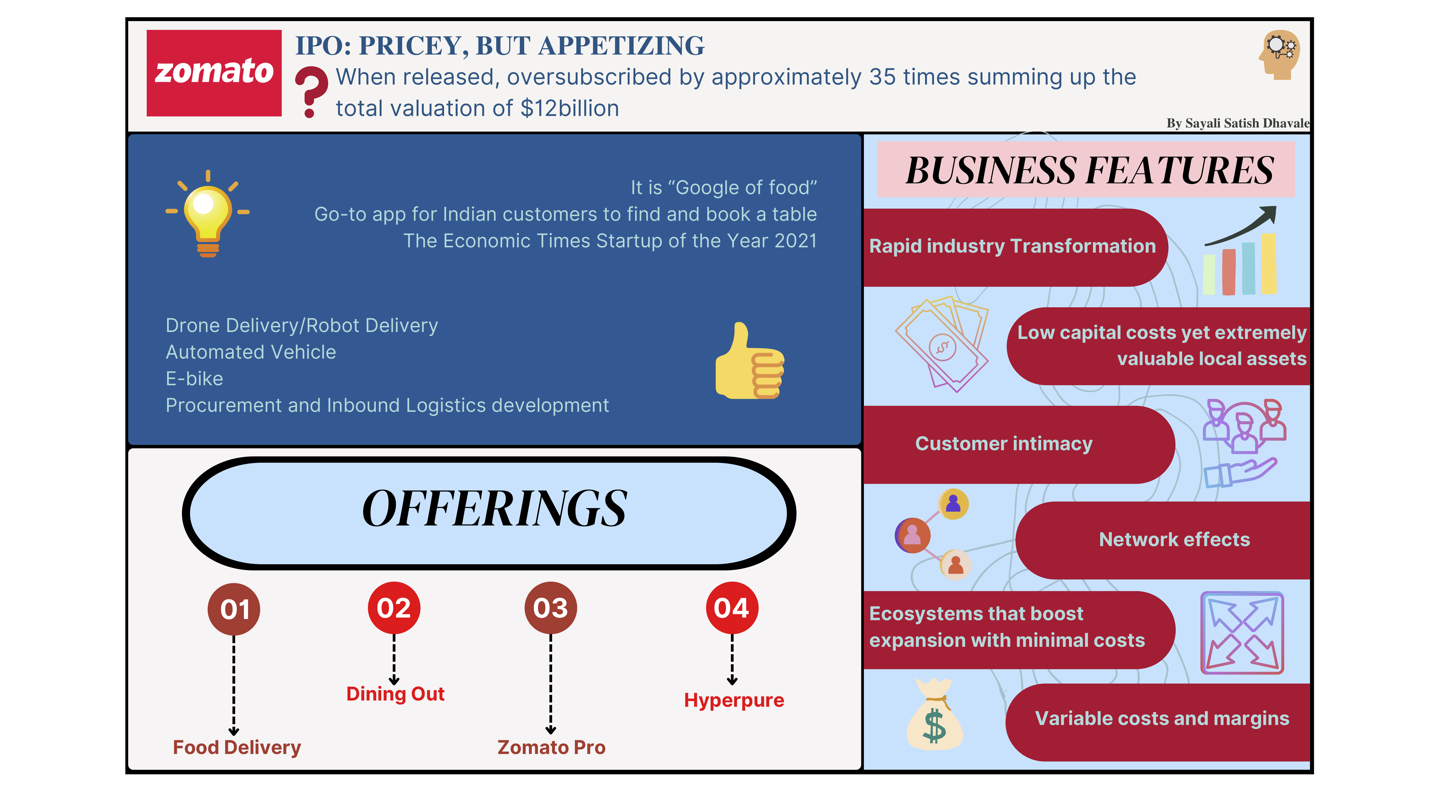 zomato
IPO: PRICEY, BUT APPETIZING
? When released, oversubscribed by approximately 35 times summing up the
total valuation of $12billion
By Sayali Satish Dhavale
It is “Google of food”
Go-to app for Indian customers to find and book a table
The Economic Times Startup of the Year 2021
Drone Delivery/Robot Delivery
Automated Vehicle
E-bike
Procurement and Inbound Logistics development
OFFERINGS
01
Food Delivery
02
Dining Out
03
Zomato Pro
04
Hyperpure
BUSINESS FEATURES
Rapid industry Transformation
Low capital costs yet extremely
valuable local assets
$
Customer intimacy
Network effects
Ecosystems that boost
expansion with minimal costs
$
Variable costs and margins